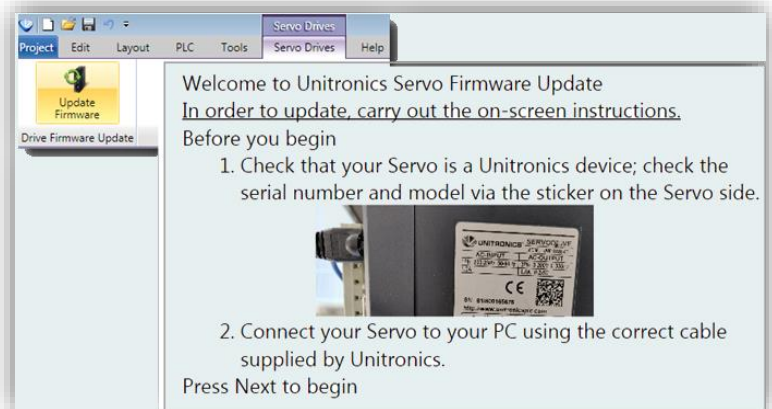 Servo Drives
Project Edit Layout PLC Tools Servo Drives Help
Update
Firmware
Drive Firmware Update
Welcome to Unitronics Servo Firmware Update
In order to update, carry out the on-screen instructions.
Before you begin
1. Check that your Servo is a Unitronics device; check the
serial number and model via the sticker on the Servo side.
UNITRONICS
AC-INPUT AC-OUTPUT
CE
2. Connect your Servo to your PC using the correct cable
supplied by Unitronics.
Press Next to begin